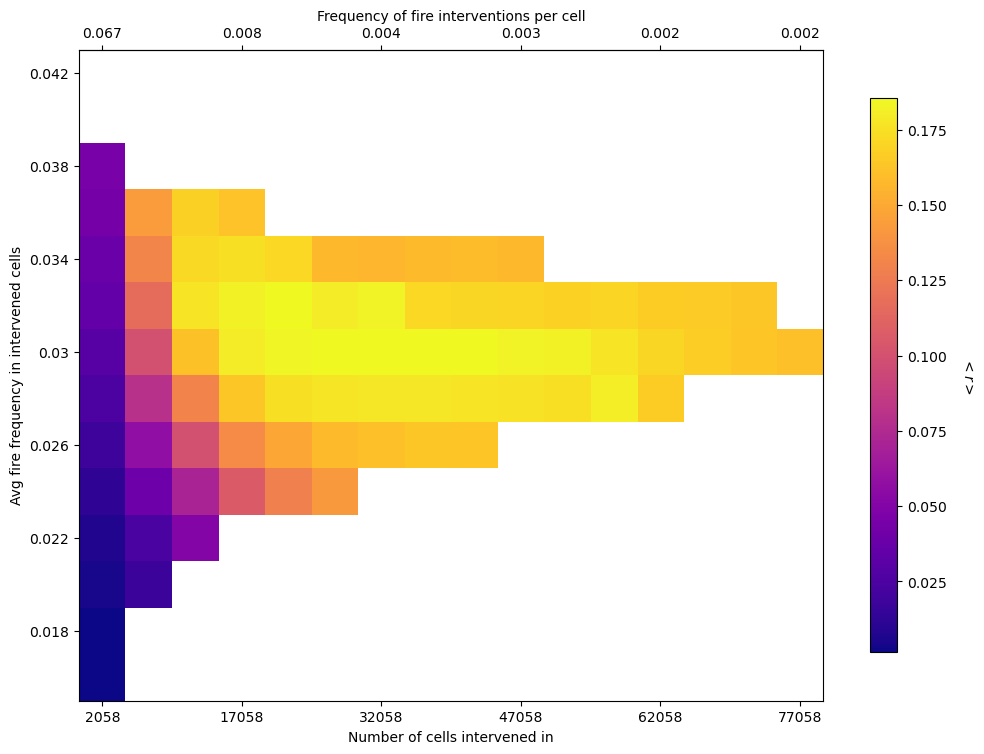 Frequency of fire interventions per cell
0.067 0.008 0.004 0.003 0.002 0.002
0.042
0.038
0.034
0.03
0.026
0.022
0.018
Avg fire frequency in intervened cells
2058 17058 32058 47058 62058 77058
Number of cells intervened in
0.175
0.150
0.125
0.100
0.075
0.050
0.025
< r >